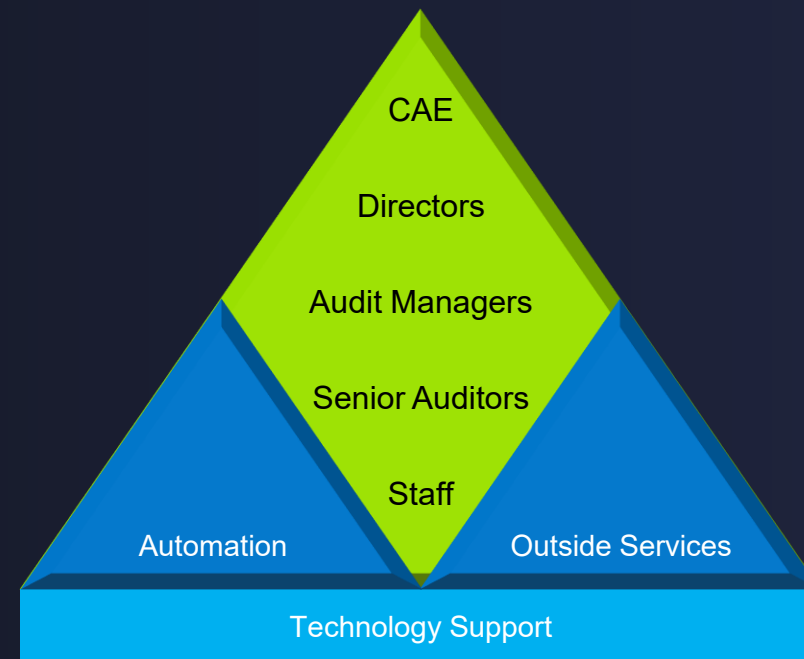 CAE
Directors
Audit Managers
Senior Auditors
Staff
Automation
Outside Services
Technology Support